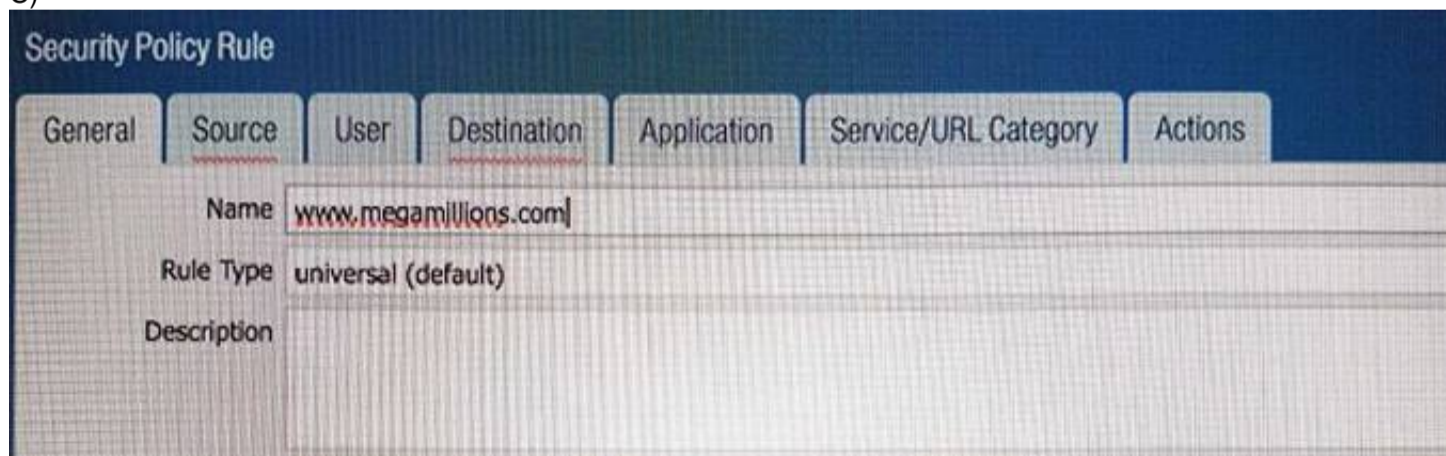 Security Policy Rule
General Source User Destination Application Service/URL Category Actions
Name www.megamillions.com
Rule Type universal (default)
Description